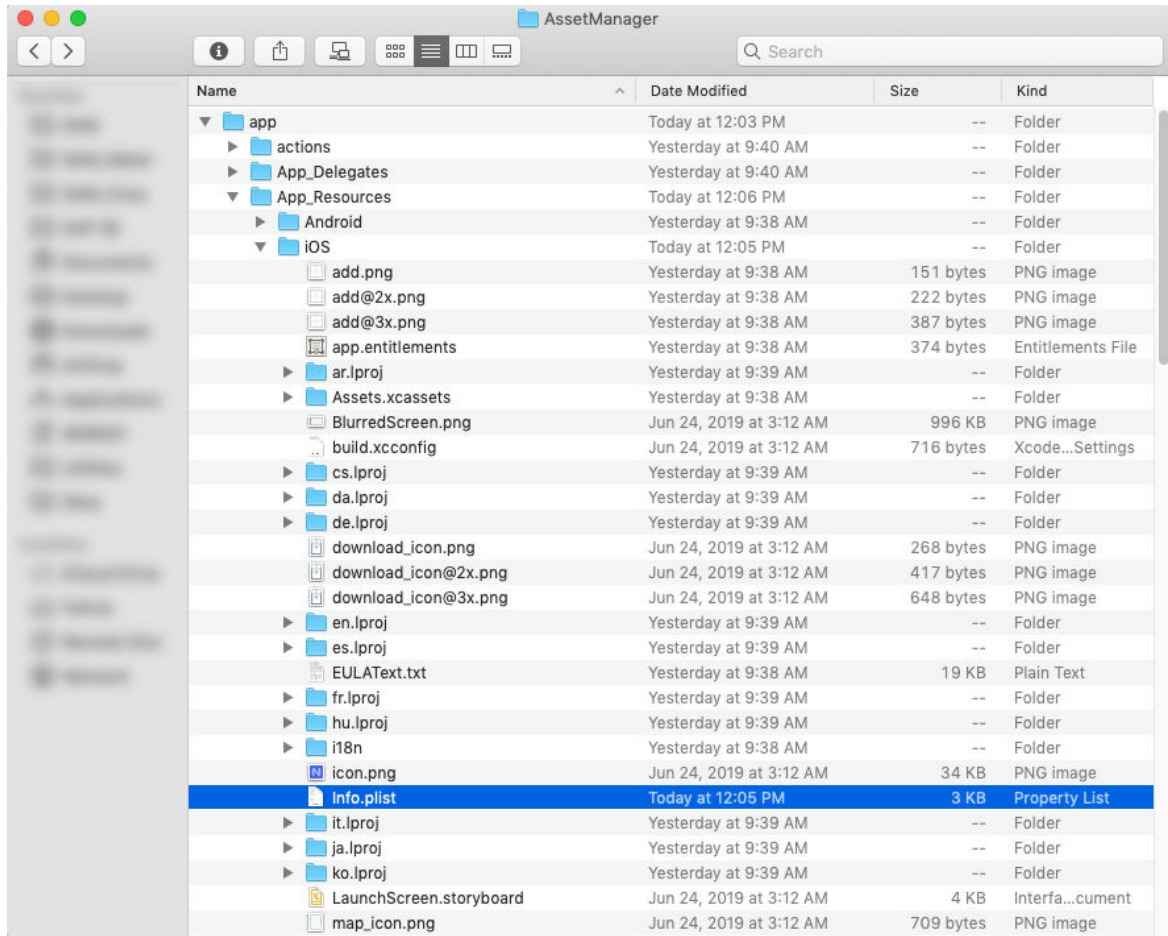 AssetManager
Search
Name Date Modified Size Kind
app Today at 12:03 PM -- Folder
actions Yesterday at 9:40 AM -- Folder
App_Delegates Yesterday at 9:40 AM -- Folder
App_Resources Today at 12:06 PM -- Folder
Android Yesterday at 9:38 AM -- Folder
iOS Today at 12:05 PM -- Folder
add.png Yesterday at 9:38 AM 151 bytes PNG image
add@2x.png Yesterday at 9:38 AM 222 bytes PNG image
add@3x.png Yesterday at 9:38 AM 387 bytes PNG image
app.entitlements Yesterday at 9:38 AM 374 bytes Entitlements File
ar.lproj Yesterday at 9:39 AM -- Folder
Assets.xcassets Yesterday at 9:39 AM -- Folder
BlurredScreen.png Jun 24, 2019 at 3:12 AM 996 KB PNG image
build.xcconfig Jun 24, 2019 at 3:12 AM 716 bytes Xcode...Settings
cs.lproj Yesterday at 9:39 AM -- Folder
da.lproj Yesterday at 9:39 AM -- Folder
de.lproj Yesterday at 9:39 AM -- Folder
download_icon.png Jun 24, 2019 at 3:12 AM 268 bytes PNG image
download_icon@2x.png Jun 24, 2019 at 3:12 AM 417 bytes PNG image
download_icon@3x.png Jun 24, 2019 at 3:12 AM 648 bytes PNG image
en.lproj Yesterday at 9:39 AM -- Folder
es.lproj Yesterday at 9:39 AM -- Folder
EULAText.txt Yesterday at 9:38 AM 19 KB Plain Text
fr.lproj Yesterday at 9:39 AM -- Folder
hu.lproj Yesterday at 9:39 AM -- Folder
i18n Yesterday at 9:38 AM -- Folder
icon.png Jun 24, 2019 at 3:12 AM 34 KB PNG image
Info.plist Today at 12:05 PM 3 KB Property List
it.lproj Yesterday at 9:39 AM -- Folder
ja.lproj Yesterday at 9:39 AM -- Folder
ko.lproj Yesterday at 9:39 AM -- Folder
LaunchScreen.storyboard Jun 24, 2019 at 3:12 AM 4 KB Interfa...cument
map_icon.png Jun 24, 2019 at 3:12 AM 709 bytes PNG image